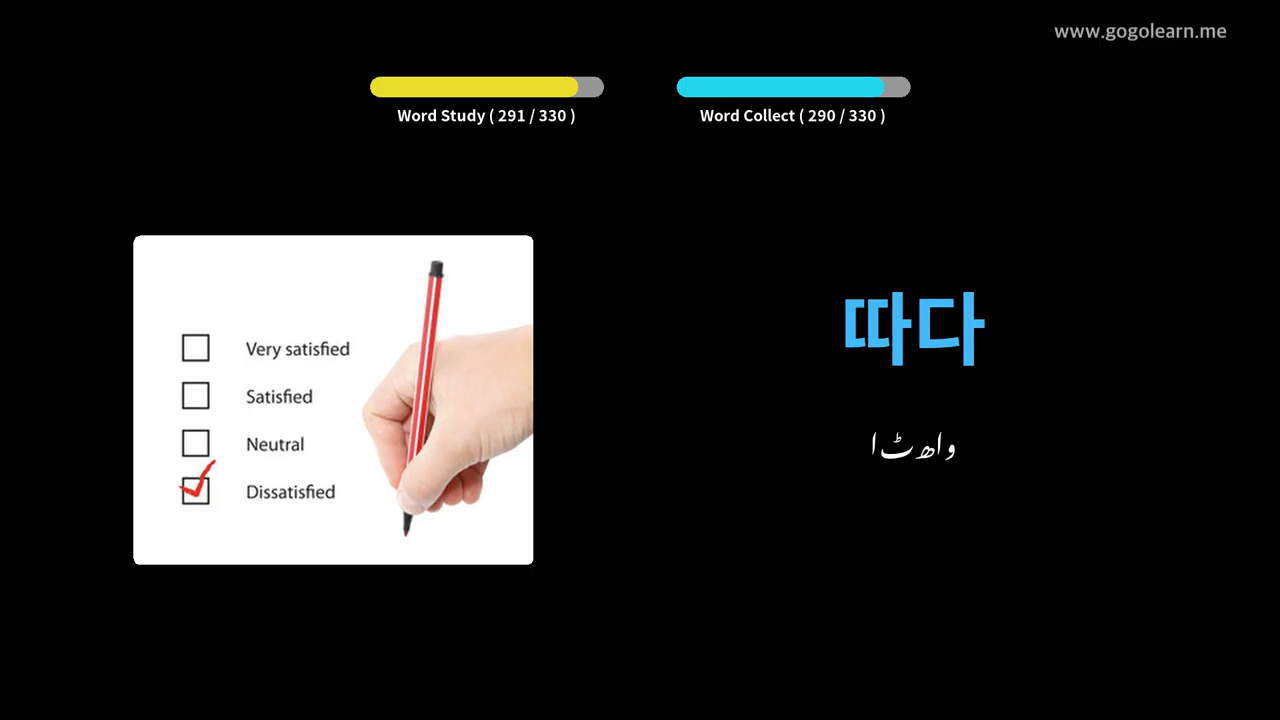 www.gogolearn.me
Word Study ( 291 / 330 )
Word Collect ( 290 / 330 )
Very satisfied
Satisfied
Neutral
Dissatisfied
따다
واھٹا